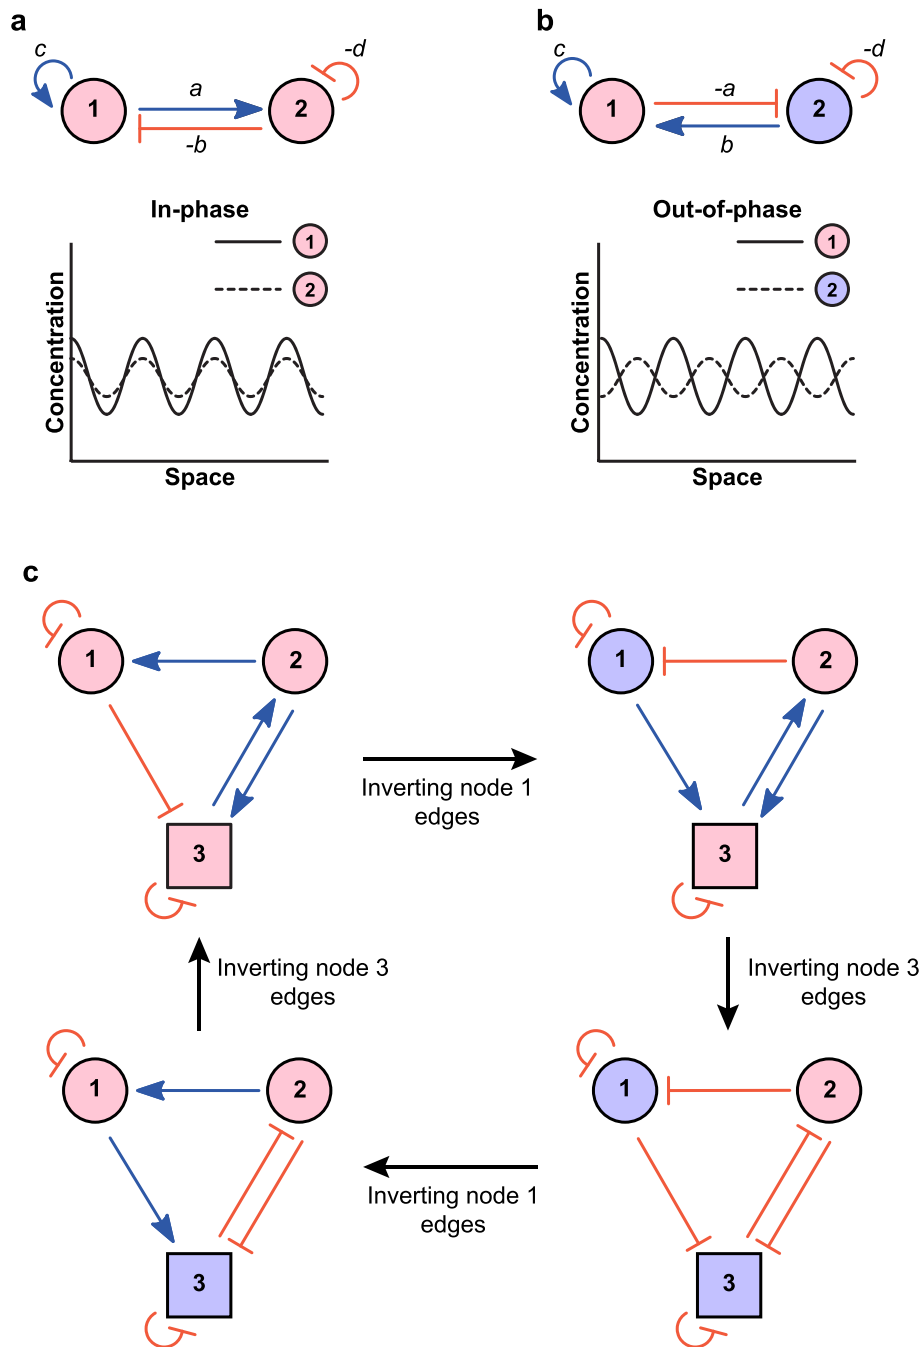 a
c
-d
1
a
2
-b
In-phase
1
2
Concentration
Space
b
c
-d
1
-a
2
b
Out-of-phase
1
2
Concentration
Space
c
1
2
3
Inverting node 1
edges
1
2
3
Inverting node 3
edges
Inverting node 3
edges
1
2
3
Inverting node 1
edges
1
2
3